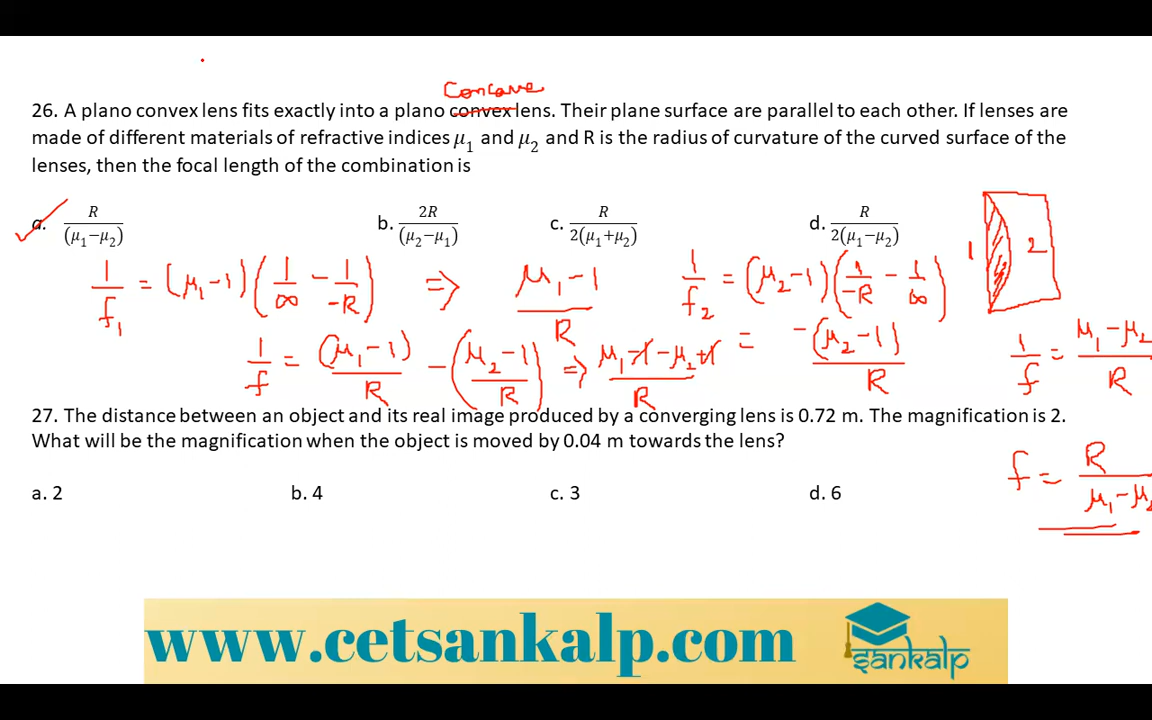 Concave
26. A plano convex lens fits exactly into a plano convex lens. Their plane surface are parallel to each other. If lenses are
made of different materials of refractive indices μ₁ and μ₂ and R is the radius of curvature of the curved surface of the
lenses, then the focal length of the combination is
a. R/(μ₁−μ₂) b. 2R/(μ₂−μ₁) c. R/2(μ₁+μ₂) d. R/2(μ₁−μ₂)
1 2
1/f₁ = (μ₁-1)(1/∞ - 1/-R) ⇒ μ₁-1/R 1/f₂ = (μ₂-1)(1/-R - 1/∞)
= -(μ₂-1)/R
1/f = (μ₁-1)/R - (μ₂-1/R) ⇒ μ₁-1-μ₂+1/R 1/f = μ₁-μ₂/R
27. The distance between an object and its real image produced by a converging lens is 0.72 m. The magnification is 2.
What will be the magnification when the object is moved by 0.04 m towards the lens?
f = R/μ₁-μ₂
a. 2 b. 4 c. 3 d. 6
www.cetsankalp.com
sankalp